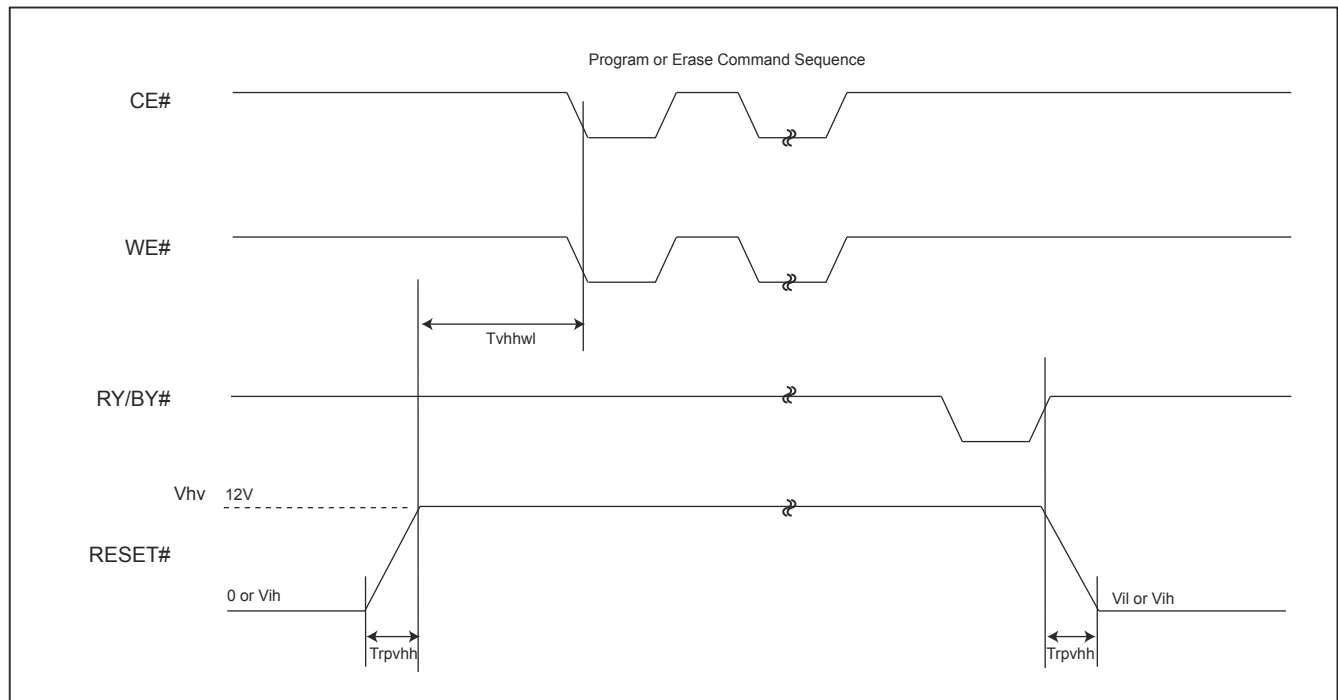 Program or Erase Command Sequence
CE#
WE#
Tvhhwl
RY/BY#
Vhv 12V
RESET#
0 or Vih
Vil or Vih
Trpvhh
Trpvhh